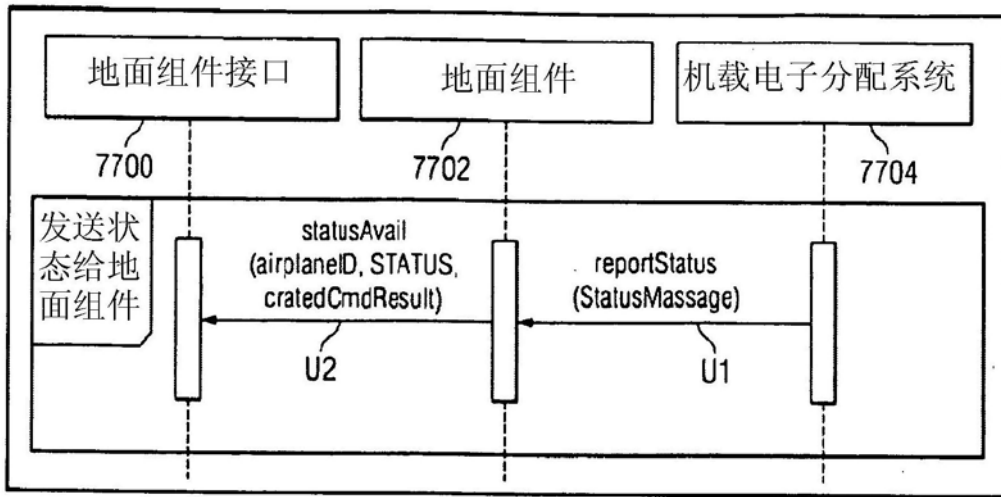 地面组件接口
地面组件
机载电子分配系统
7700
7702
7704
发送状
态给地
面组件
statusAvail
(airplaneID, STATUS,
cratedCmdResult)
U2
reportStatus
(StatusMassage)
U1